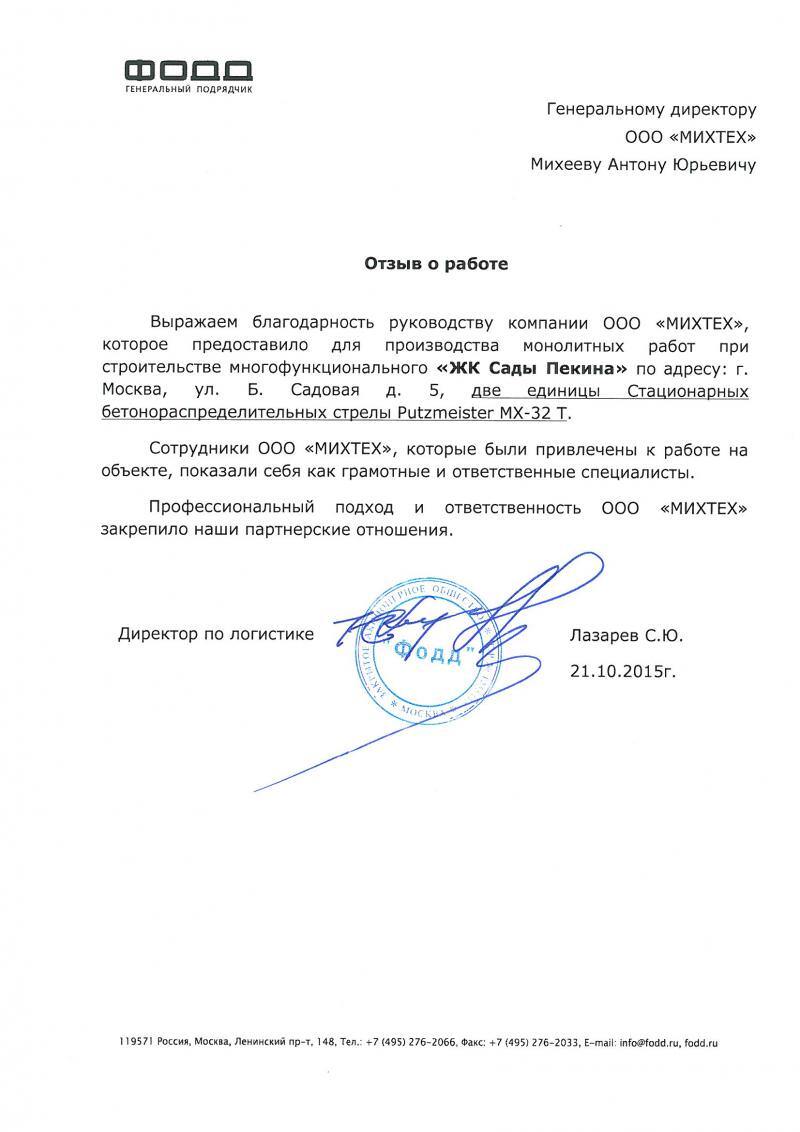 ФОДД
ГЕНЕРАЛЬНЫЙ ПОДРЯДЧИК
Генеральному директору
ООО «МИХТЕХ»
Михееву Антону Юрьевичу
Отзыв о работе
Выражаем благодарность руководству компании ООО «МИХТЕХ»,
которое предоставило для производства монолитных работ при
строительстве многофункционального «ЖК Сады Пекина» по адресу: г.
Москва, ул. Б. Садовая д. 5, две единицы Стационарных
бетонораспределительных стрелы Putzmeister MX-32 T.
Сотрудники ООО «МИХТЕХ», которые были привлечены к работе на
объекте, показали себя как грамотные и ответственные специалисты.
Профессиональный подход и ответственность ООО «МИХТЕХ»
закрепило наши партнерские отношения.
Директор по логистике
ЗАКРЫТОЕ АКЦИОНЕРНОЕ ОБЩЕСТВО
"Фодд"
* МОСКВА *
Лазарев С.Ю.
21.10.2015г.
119571 Россия, Москва, Ленинский пр-т, 148, Тел.: +7 (495) 276-2066, Факс: +7 (495) 276-2033, E-mail: info@fodd.ru, fodd.ru